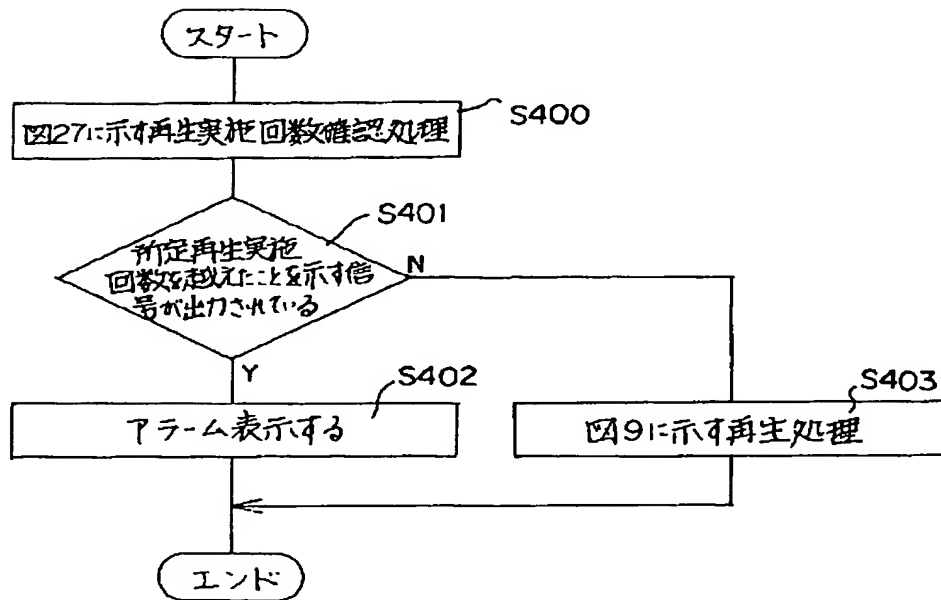 スタート
図27に示す再生実施回数確認処理
S400
S401
所定再生実施
回数を越えたことを示す信
号が出力されている
N
Y
S402
アラーム表示する
S403
図9に示す再生処理
エンド